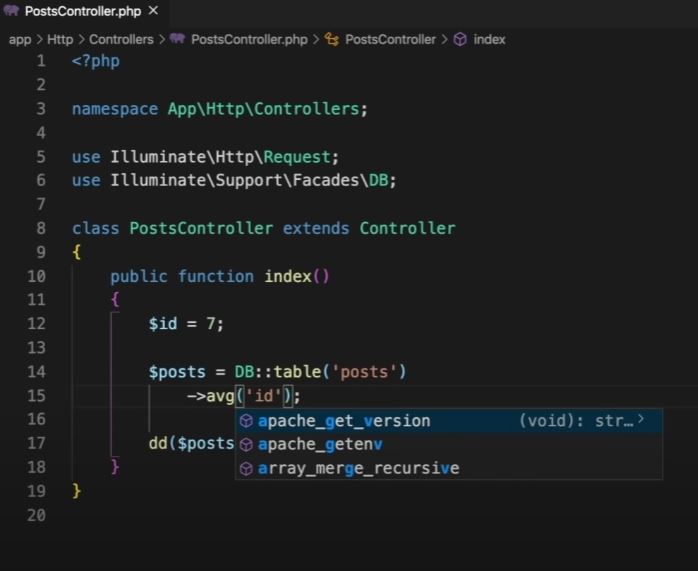 PostsController.php ×
app > Http > Controllers > PostsController.php > PostsController > index
1 <?php
2
3 namespace App\Http\Controllers;
4
5 use Illuminate\Http\Request;
6 use Illuminate\Support\Facades\DB;
7
8 class PostsController extends Controller
9 {
10 public function index()
11 {
12 $id = 7;
13
14 $posts = DB::table('posts')
15 ->avg('id');
16 apache_get_version (void): str… >
17 dd($posts apache_getenv
18 } array_merge_recursive
19 }
20